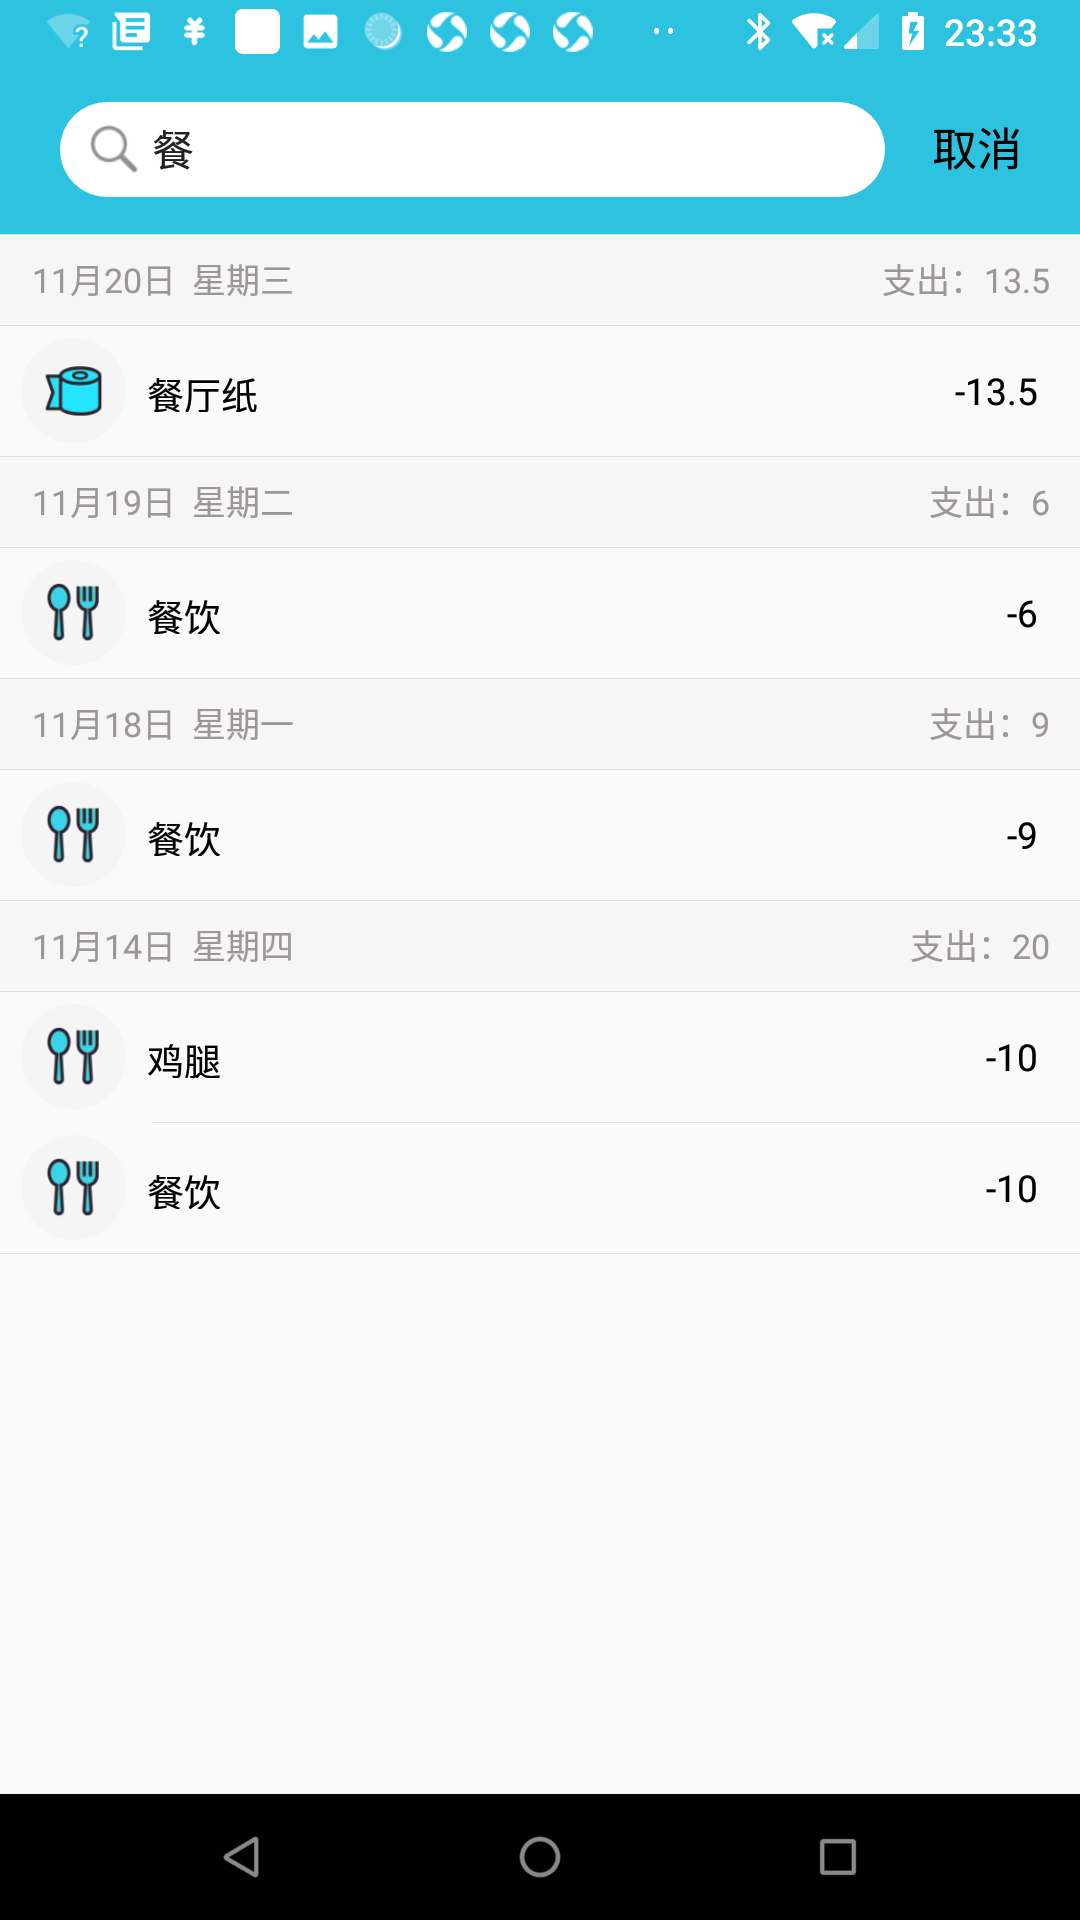 23:33
餐
取消
11月20日 星期三 支出：13.5
餐厅纸 -13.5
11月19日 星期二 支出：6
餐饮 -6
11月18日 星期一 支出：9
餐饮 -9
11月14日 星期四 支出：20
鸡腿 -10
餐饮 -10